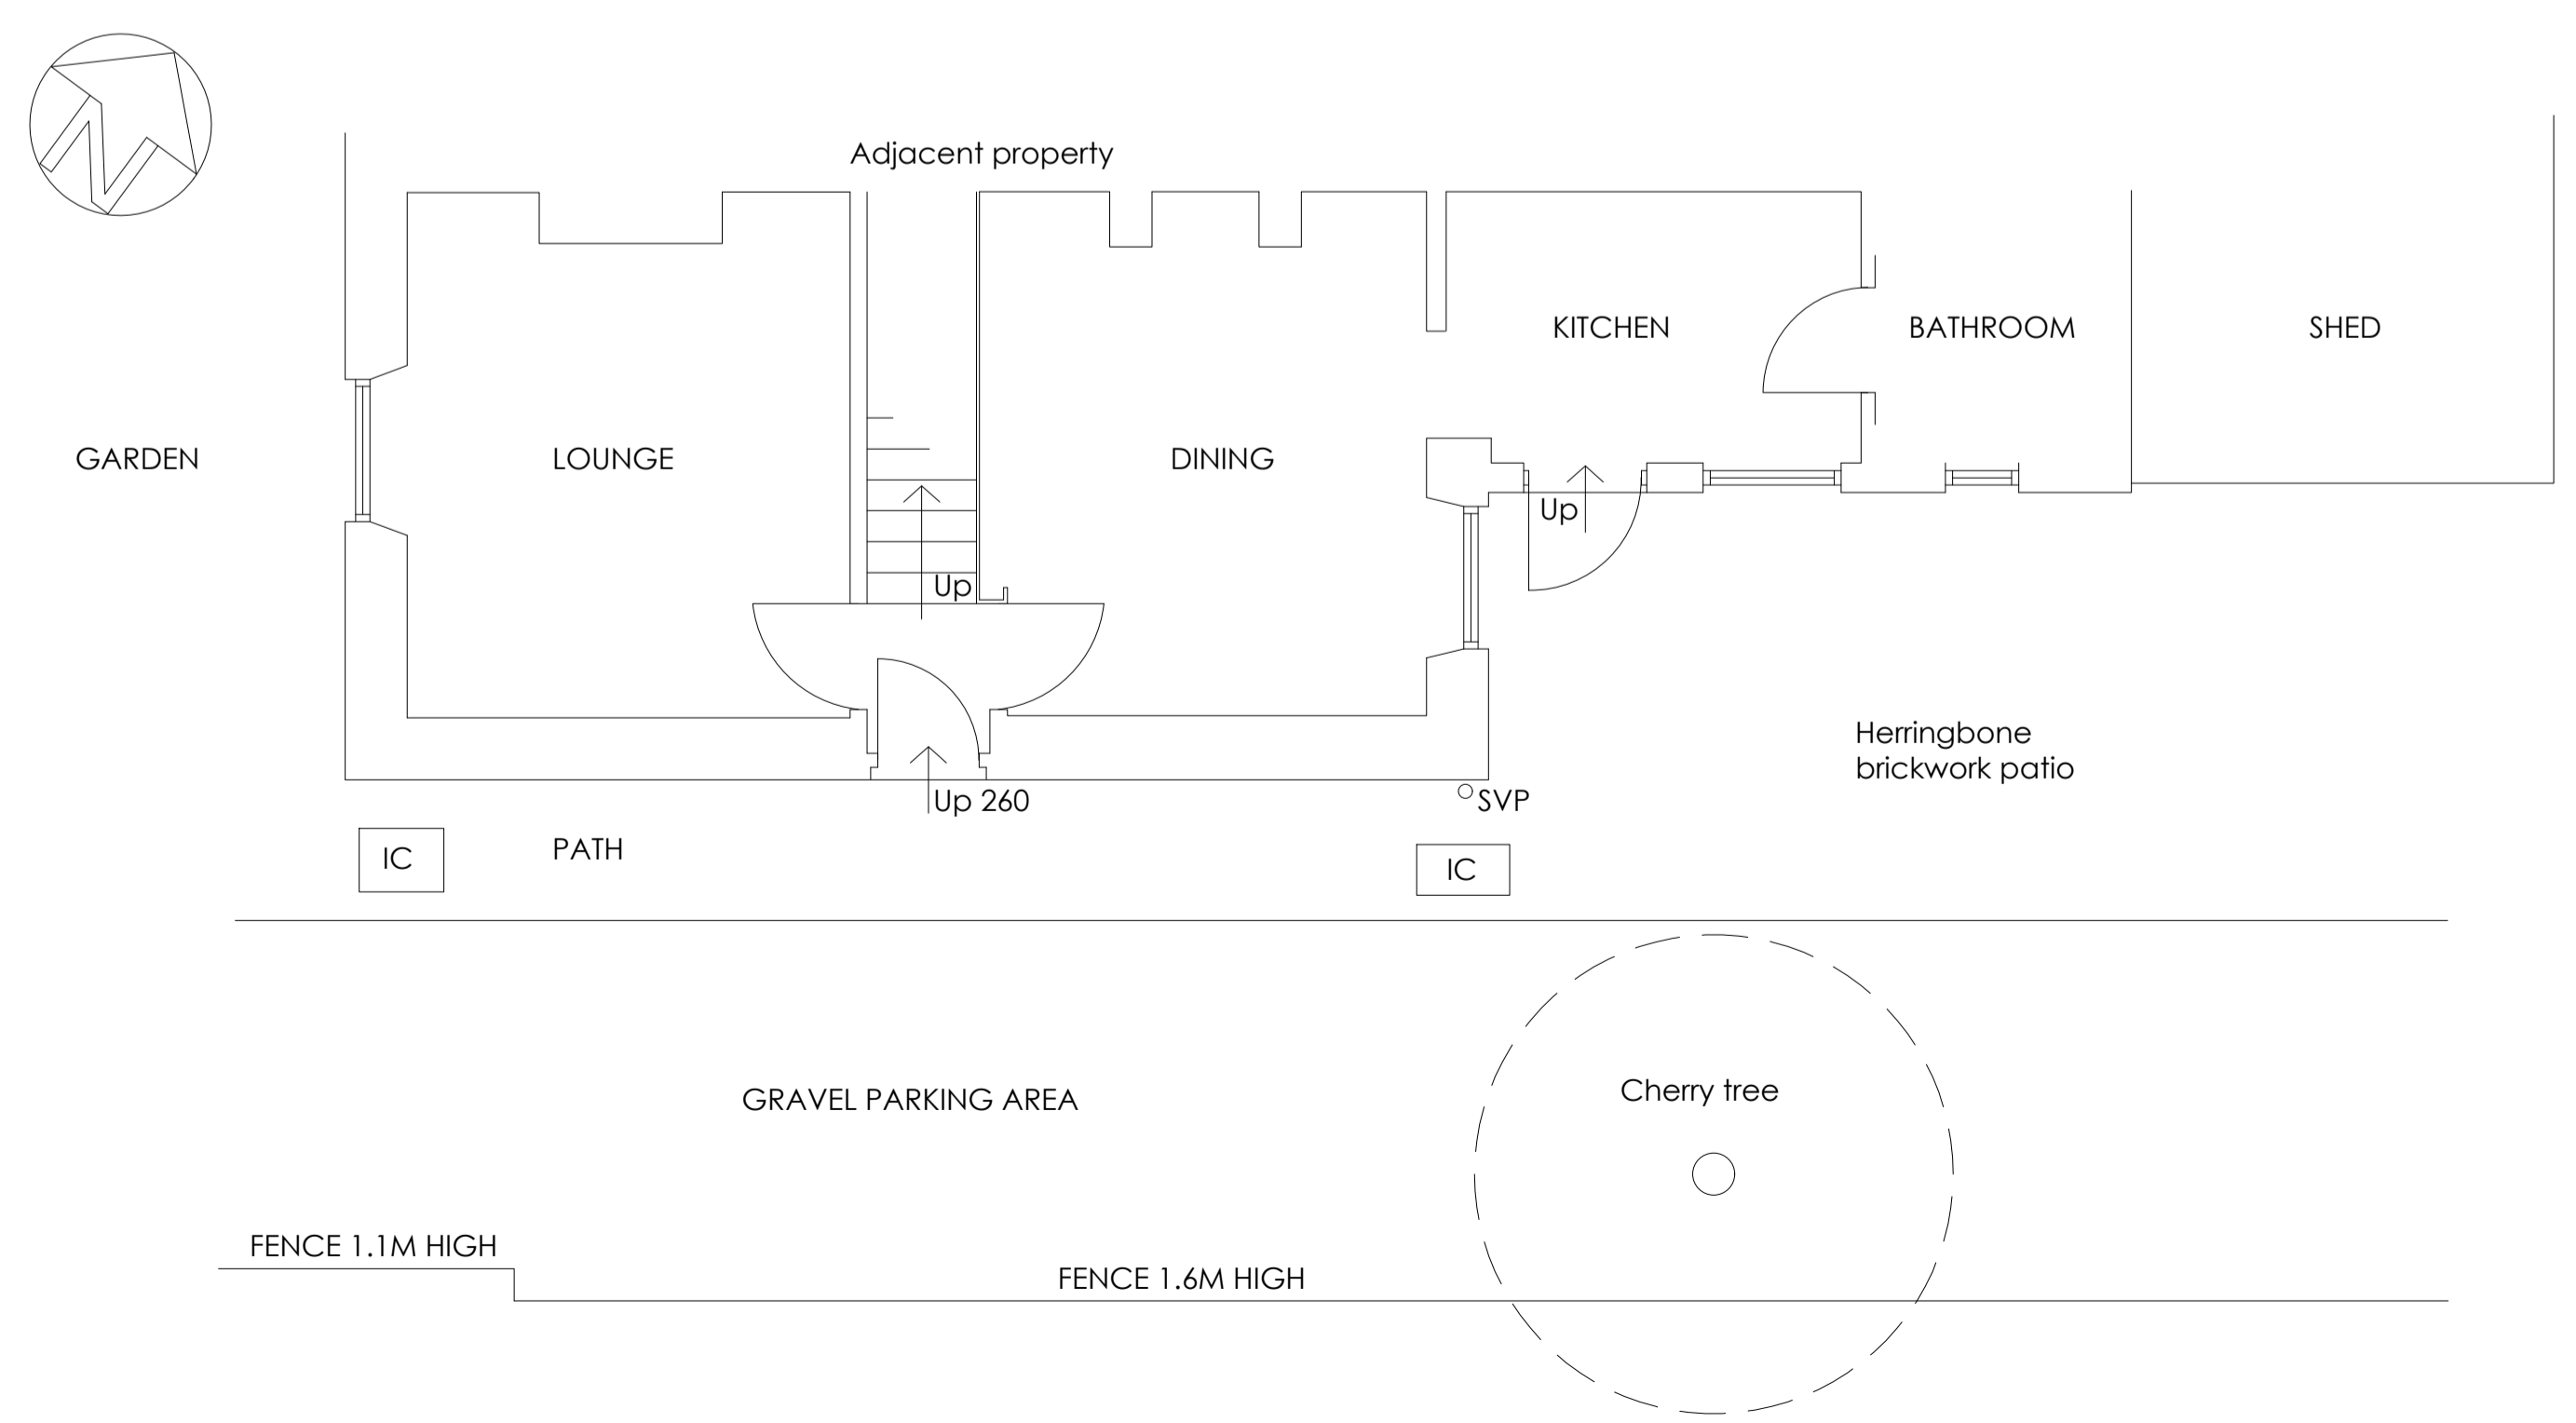 N
Adjacent property
KITCHEN
BATHROOM
SHED
GARDEN
LOUNGE
DINING
Up
Up
Herringbone
brickwork patio
Up 260
SVP
IC
PATH
IC
Cherry tree
GRAVEL PARKING AREA
FENCE 1.1M HIGH
FENCE 1.6M HIGH